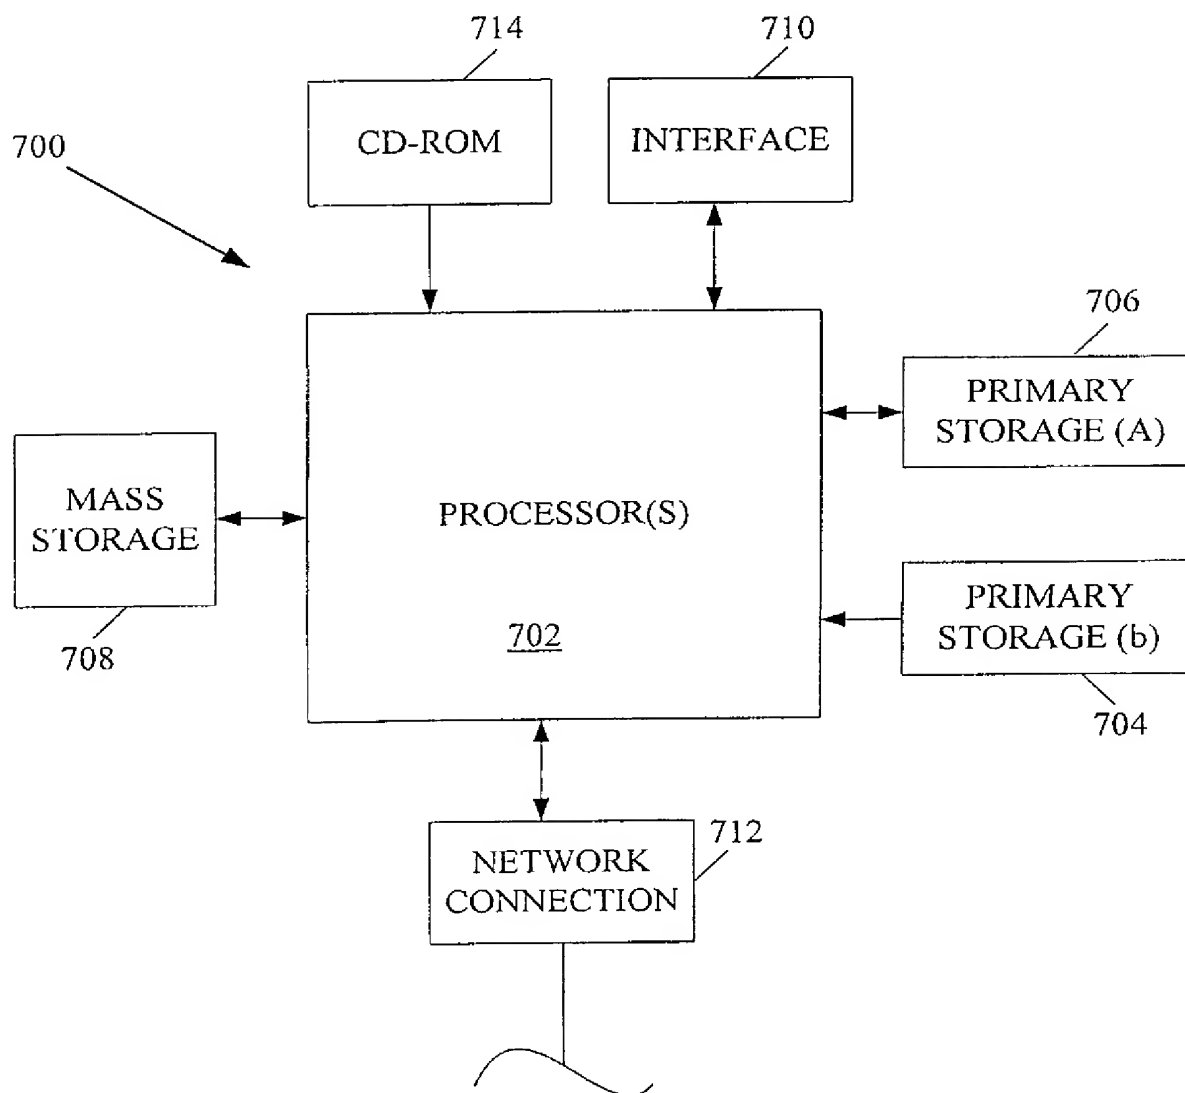 714
710
700
CD-ROM
INTERFACE
706
PRIMARY
STORAGE (A)
MASS
STORAGE
PROCESSOR(S)
PRIMARY
STORAGE (b)
702
708
704
712
NETWORK
CONNECTION